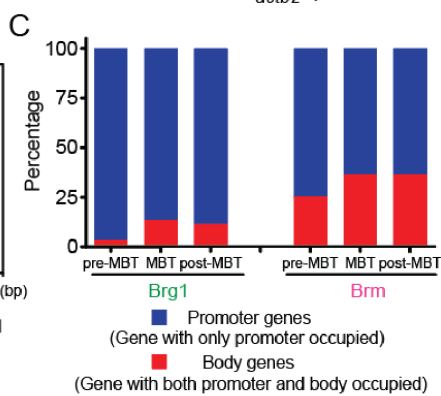 C
100
75
50
25
0
Percentage
pre-MBT MBT post-MBT pre-MBT MBT post-MBT
(bp)
Brg1 Brm
Promoter genes
(Gene with only promoter occupied)
Body genes
(Gene with both promoter and body occupied)